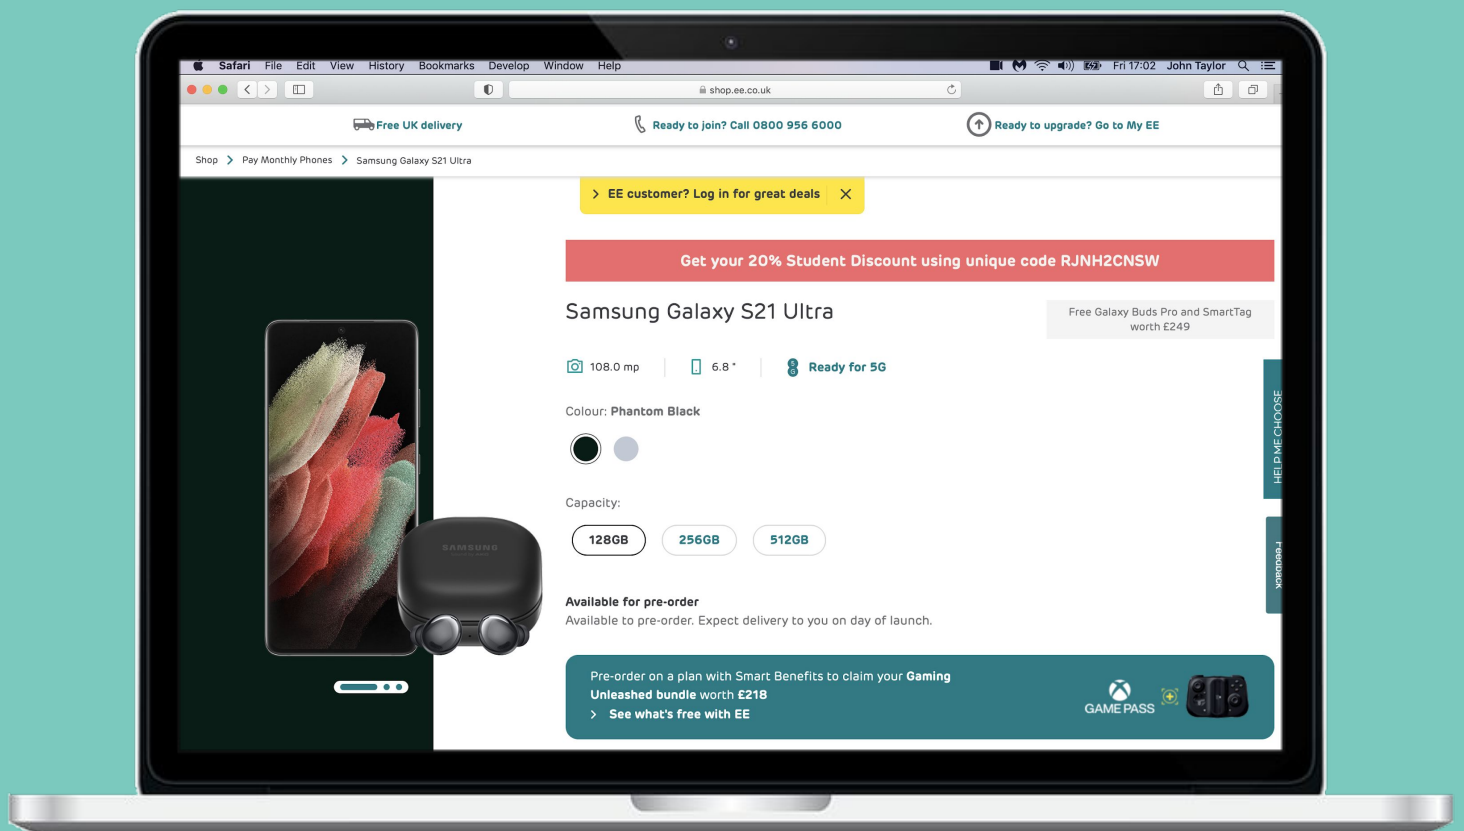 Safari File Edit View History Bookmarks Develop Window Help Fri 17:02 John Taylor
shop.ee.co.uk
Free UK delivery
Ready to join? Call 0800 956 6000
Ready to upgrade? Go to My EE
Shop > Pay Monthly Phones > Samsung Galaxy S21 Ultra
> EE customer? Log in for great deals
Get your 20% Student Discount using unique code RJNH2CNSW
Samsung Galaxy S21 Ultra
Free Galaxy Buds Pro and SmartTag
worth £249
108.0 mp
6.8 "
5G
Ready for 5G
Colour: Phantom Black
HELP ME CHOOSE
Capacity:
128GB 256GB 512GB
SAMSUNG
Feedback
Available for pre-order
Available to pre-order. Expect delivery to you on day of launch.
Pre-order on a plan with Smart Benefits to claim your Gaming
Unleashed bundle worth £218
> See what's free with EE
XBOX
GAME PASS